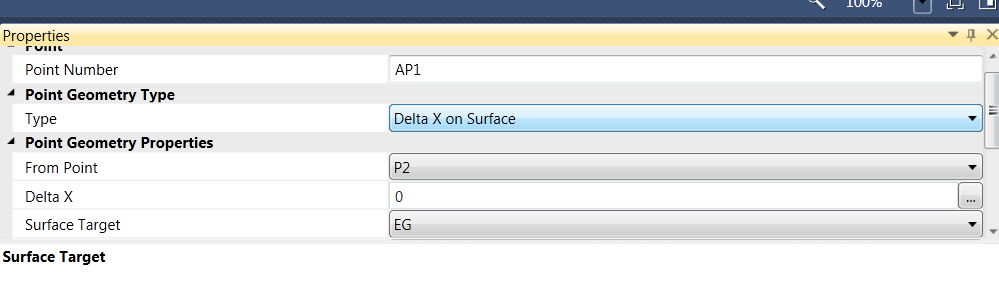 100%
Properties
Point
Point Number AP1
Point Geometry Type
Type Delta X on Surface
Point Geometry Properties
From Point P2
Delta X 0 ...
Surface Target EG
Surface Target